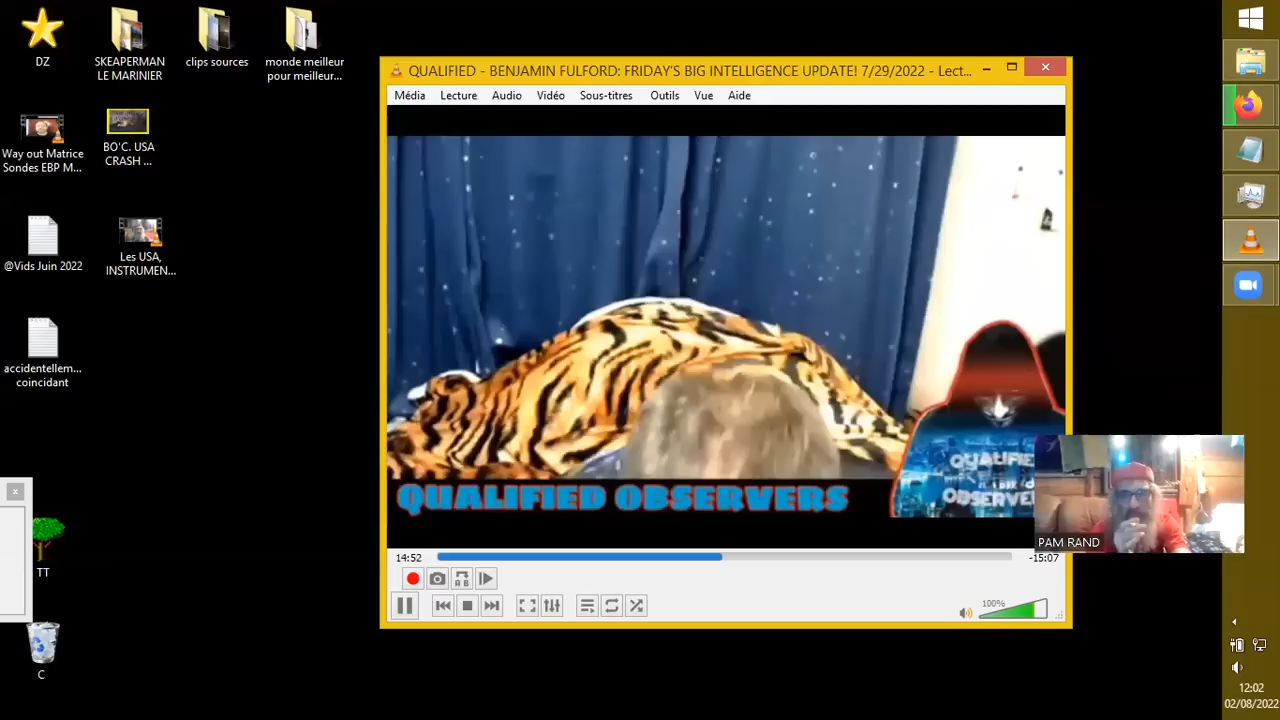 DZ
SKEAPERMAN
LE MARINIER
clips sources
monde meilleur
pour meilleur...
Way out Matrice
Sondes EBP M...
BO'C. USA
CRASH ...
@Vids Juin 2022
Les USA,
INSTRUMEN...
accidentellem...
coincidant
x
TT
C
QUALIFIED - BENJAMIN FULFORD: FRIDAY'S BIG INTELLIGENCE UPDATE! 7/29/2022 - Lect...
Média Lecture Audio Vidéo Sous-titres Outils Vue Aide
QUALIFIED
OBSERVERS
QUALIFIED OBSERVERS
PAM RAND
14:52
-15:07
A B
100%
12:02
02/08/2022